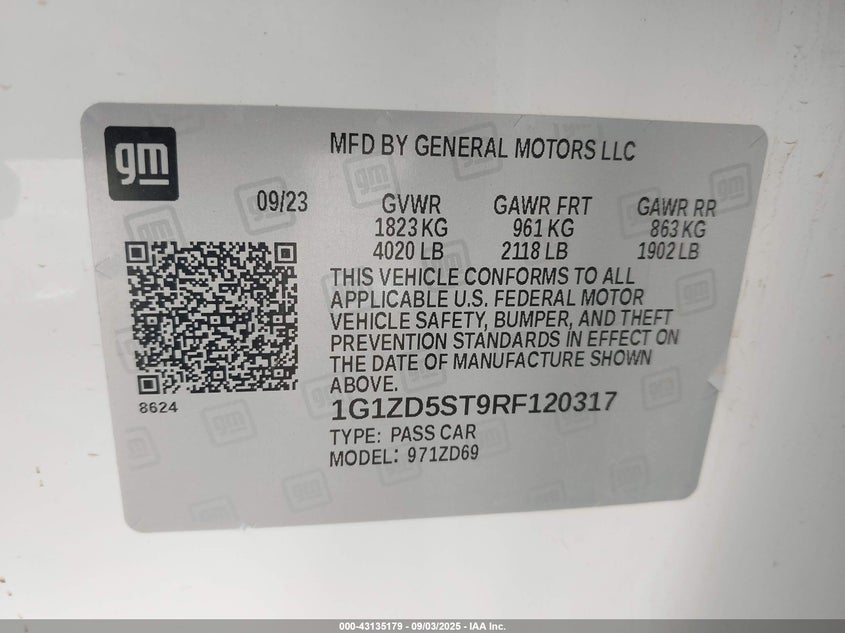 gm
MFD BY GENERAL MOTORS LLC
09/23 GVWR GAWR FRT GAWR RR
1823 KG 961 KG 863 KG
4020 LB 2118 LB 1902 LB
THIS VEHICLE CONFORMS TO ALL
APPLICABLE U.S. FEDERAL MOTOR
VEHICLE SAFETY, BUMPER, AND THEFT
PREVENTION STANDARDS IN EFFECT ON
THE DATE OF MANUFACTURE SHOWN
ABOVE.
8624
1G1ZD5ST9RF120317
TYPE: PASS CAR
MODEL: 971ZD69
000-43135179 - 09/03/2025 - IAA Inc.